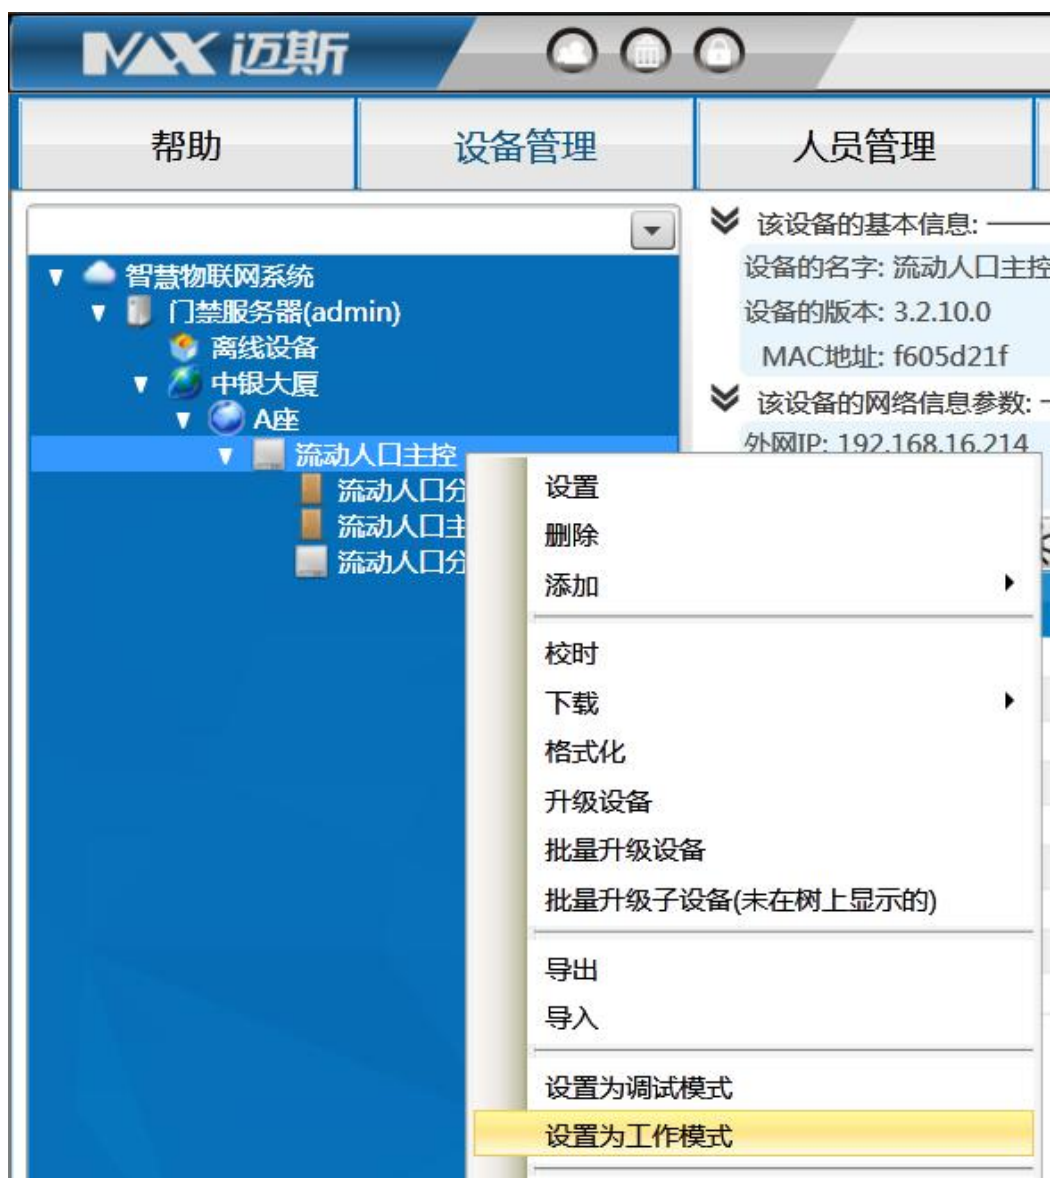 MAX 迈斯
帮助
设备管理
人员管理
智慧物联网系统
门禁服务器(admin)
离线设备
中银大厦
A座
流动人口主控
流动人口分
流动人口主
流动人口分
该设备的基本信息:
设备的名字: 流动人口主控
设备的版本: 3.2.10.0
MAC地址: f605d21f
该设备的网络信息参数:
外网IP: 192.168.16.214
设置
删除
添加
校时
下载
格式化
升级设备
批量升级设备
批量升级子设备(未在树上显示的)
导出
导入
设置为调试模式
设置为工作模式